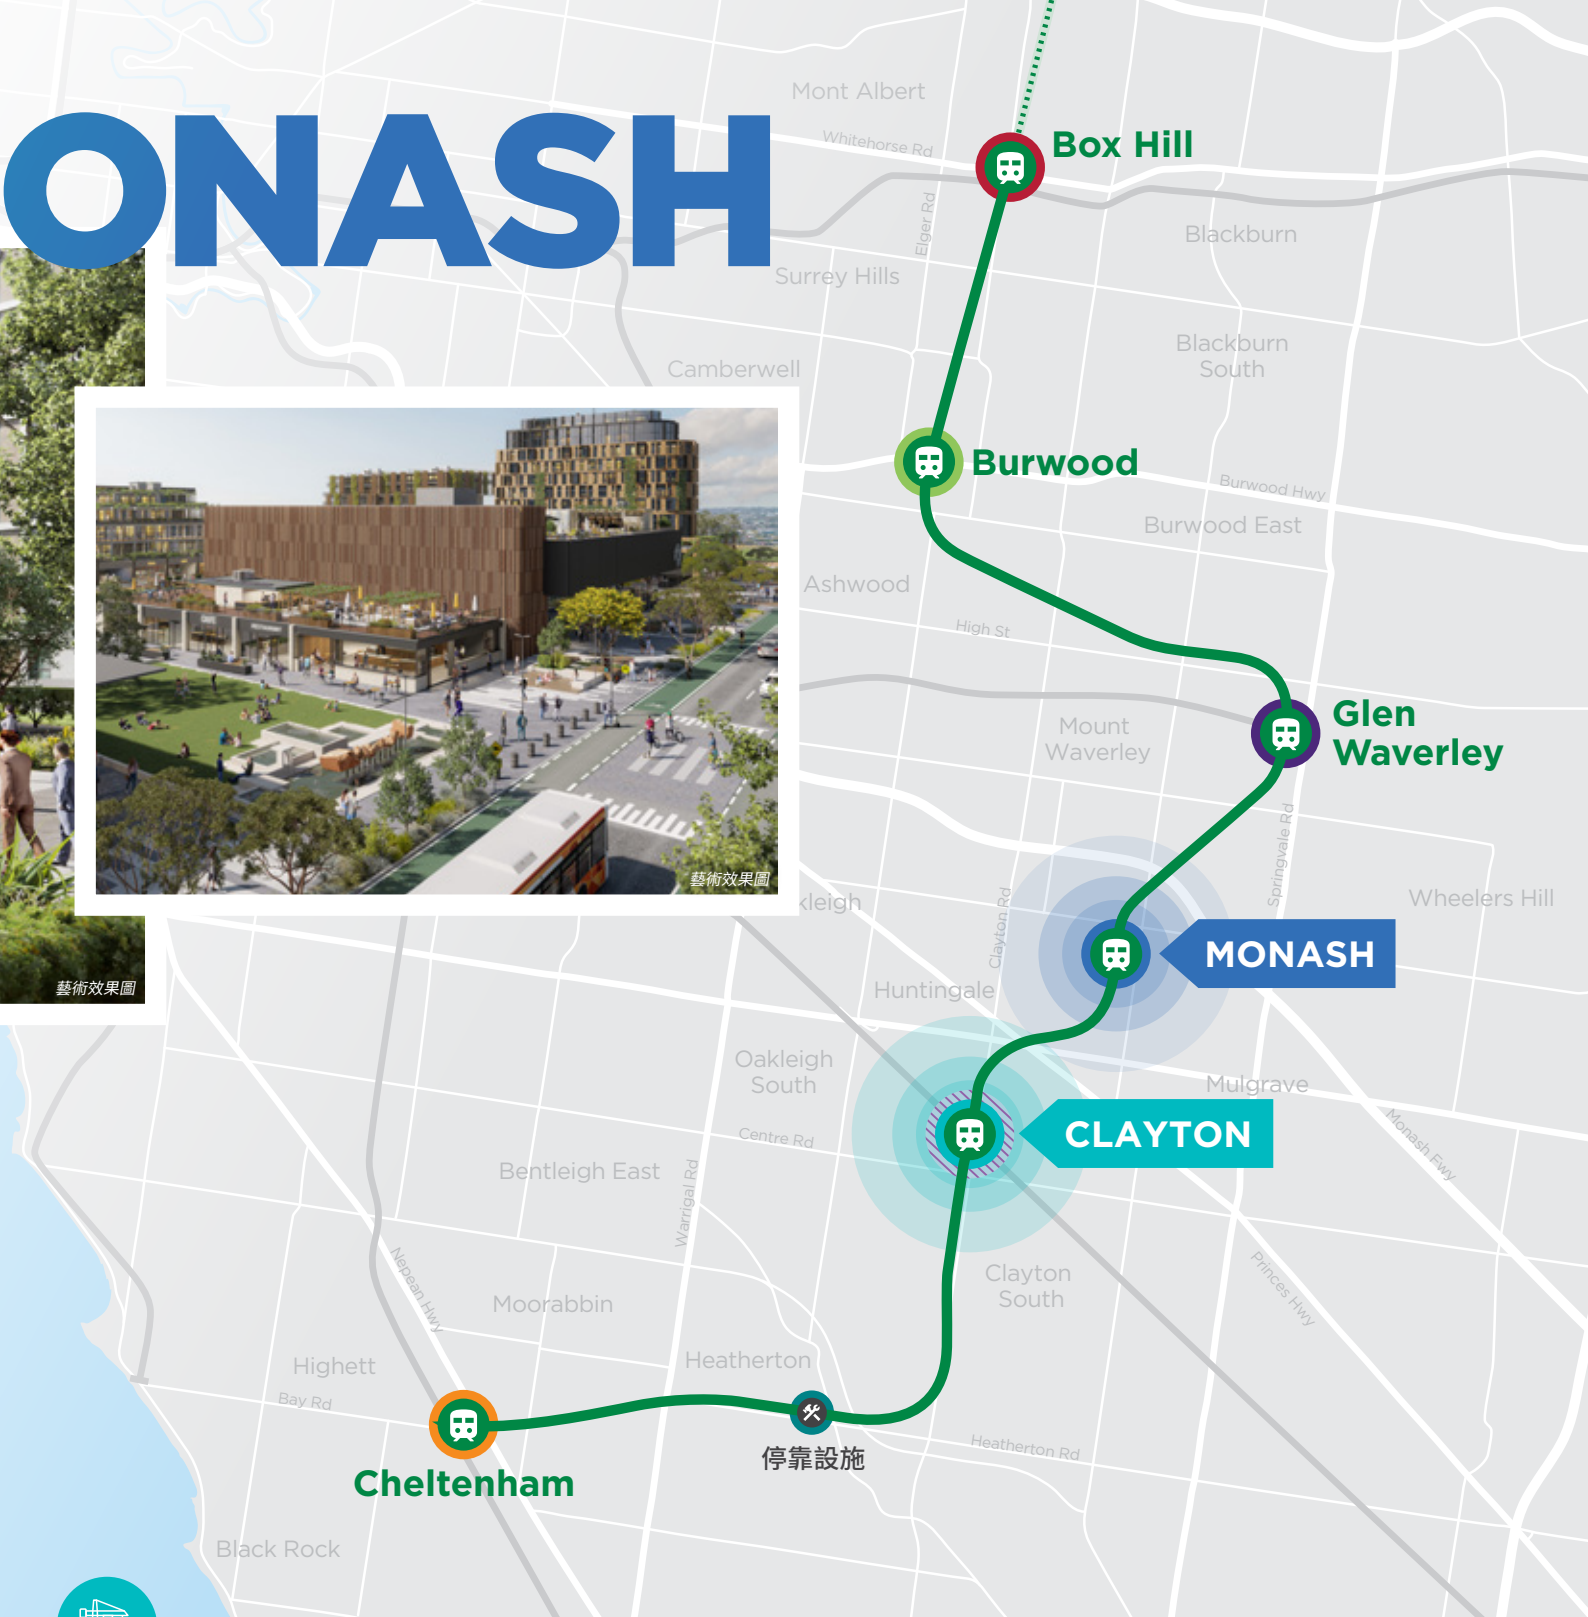 ONASH
Mont Albert
Whitehorse Rd
Box Hill
Elger Rd
Blackburn
Surrey Hills
Blackburn
South
Camberwell
Burwood
Burwood Hwy
Burwood East
Ashwood
High St
Glen
Waverley
Mount
Waverley
Springvale Rd
藝術效果圖
kleigh
Clayton Rd
Wheelers Hill
MONASH
藝術效果圖
Huntingale
Oakleigh
South
Mulgrave
CLAYTON
Centre Rd
Monash Fwy
Bentleigh East
Warrigal Rd
Nepean Hwy
Clayton
South
Princes Hwy
Moorabbin
Highett
Heatherton
Bay Rd
停靠設施
Heatherton Rd
Cheltenham
Black Rock